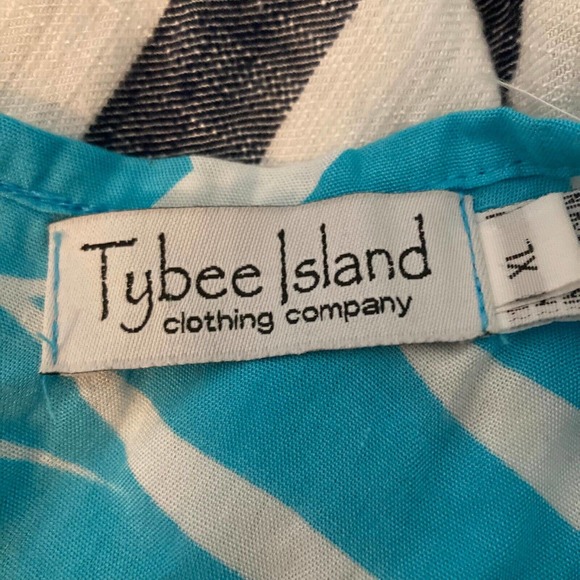 Tybee Island
clothing company
XL